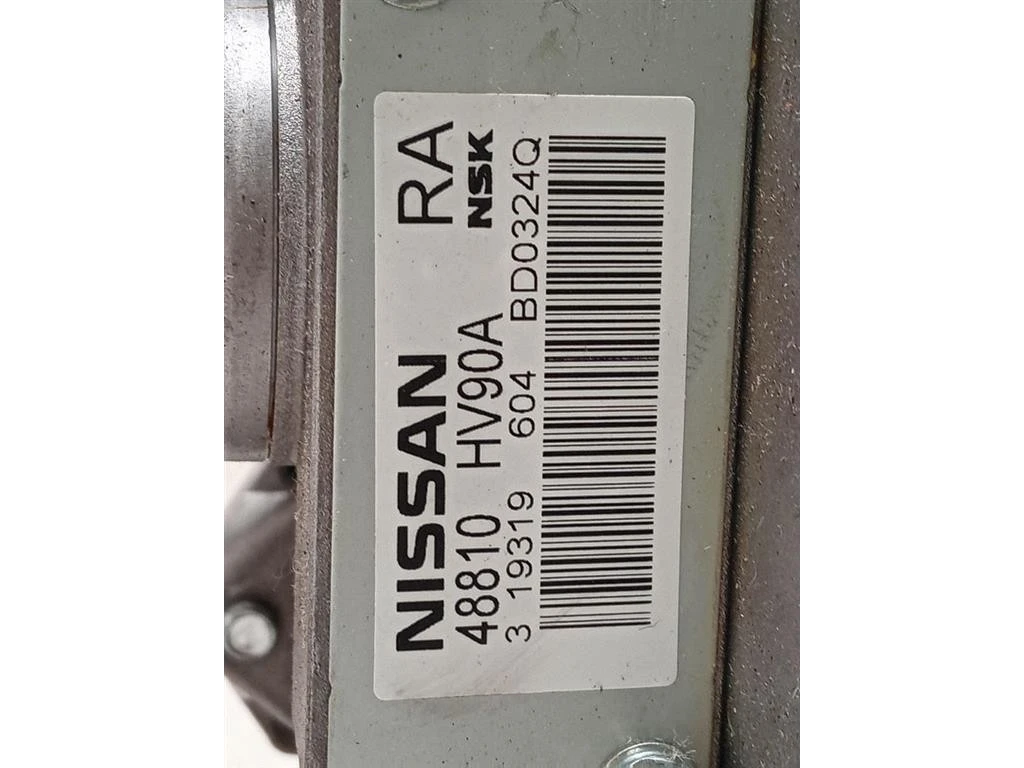 NISSAN RA
48810 HV90A NSK
3 19319 604 BD0324Q